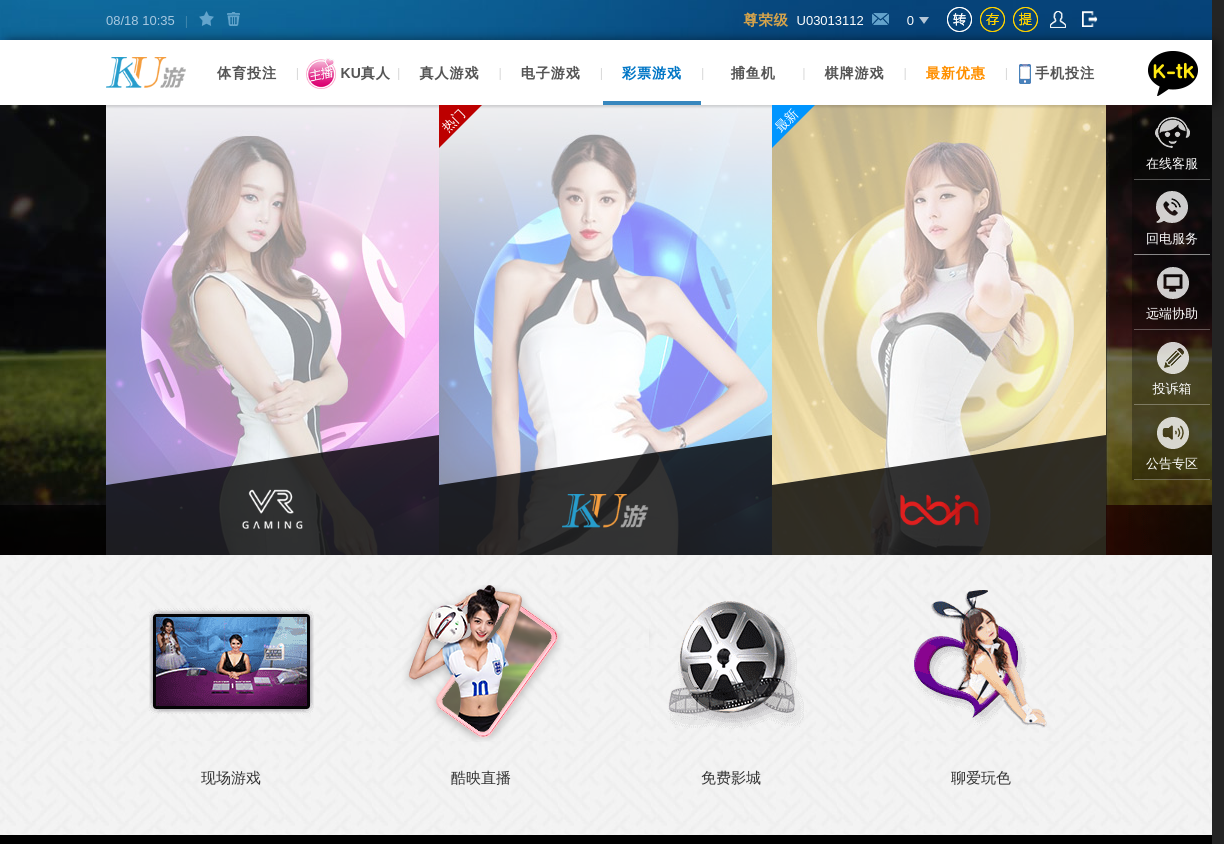 08/18 10:35
尊荣级 U03013112 0 转 存 提
KU游 体育投注 主播 KU真人 真人游戏 电子游戏 彩票游戏 捕鱼机 棋牌游戏 最新优惠 手机投注 K-tk
热门
最新
在线客服
回电服务
远端协助
投诉箱
公告专区
VR
GAMING
KU游
bbin
10
现场游戏 酷映直播 免费影城 聊爱玩色